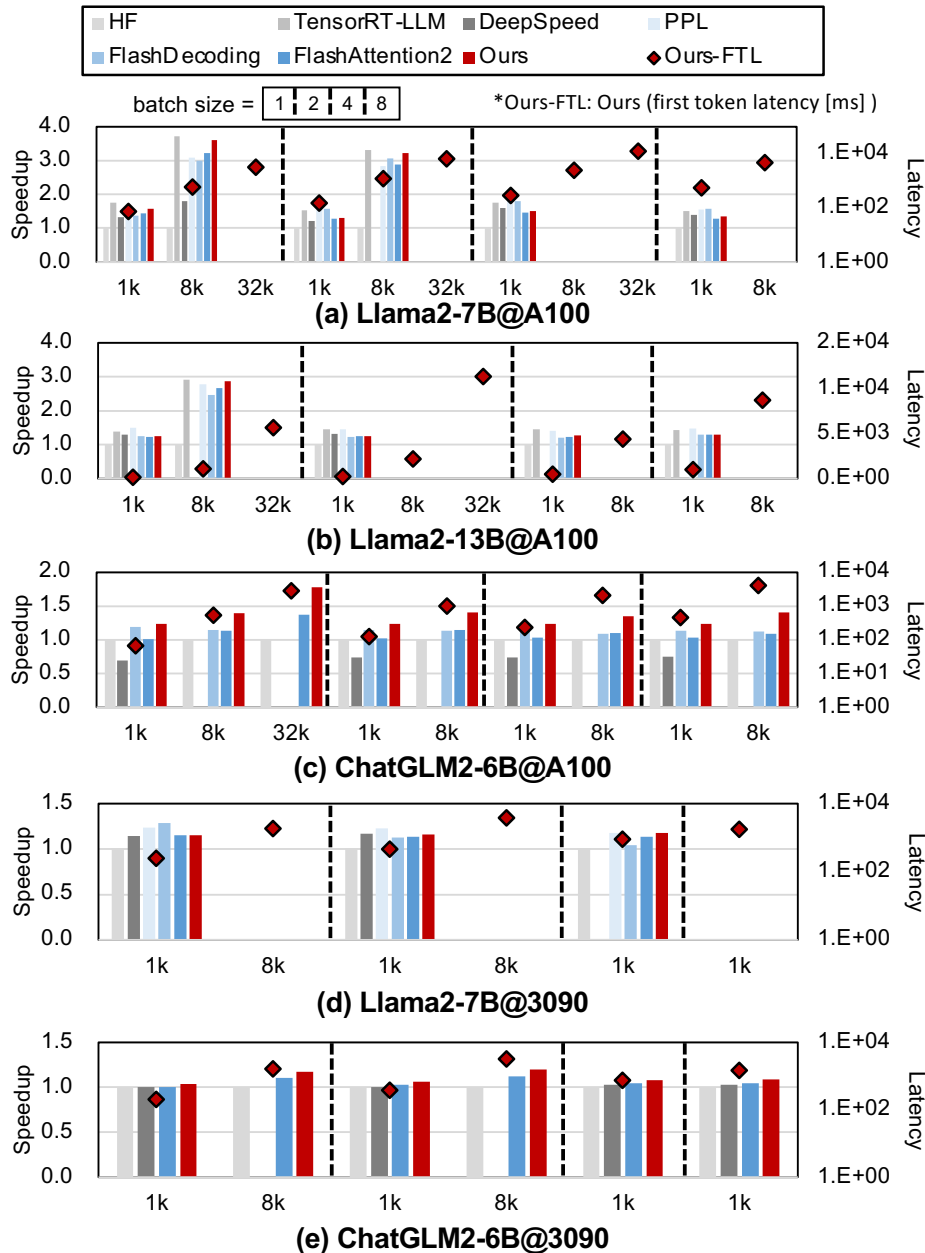 HF TensorRT-LLM DeepSpeed PPL
FlashDecoding FlashAttention2 Ours Ours-FTL
batch size = 1 2 4 8 *Ours-FTL: Ours (first token latency [ms] )
Speedup
4.0
3.0
2.0
1.0
0.0
1.E+04
1.E+02
1.E+00
Latency
1k 8k 32k 1k 8k 32k 1k 8k 32k 1k 8k
(a) Llama2-7B@A100
Speedup
4.0
3.0
2.0
1.0
0.0
2.E+04
1.E+04
5.E+03
0.E+00
Latency
1k 8k 32k 1k 8k 32k 1k 8k 1k 8k
(b) Llama2-13B@A100
Speedup
2.0
1.5
1.0
0.5
0.0
1.E+04
1.E+03
1.E+02
1.E+01
1.E+00
Latency
1k 8k 32k 1k 8k 1k 8k 1k 8k
(c) ChatGLM2-6B@A100
Speedup
1.5
1.0
0.5
0.0
1.E+04
1.E+02
1.E+00
Latency
1k 8k 1k 8k 1k 1k
(d) Llama2-7B@3090
Speedup
1.5
1.0
0.5
0.0
1.E+04
1.E+02
1.E+00
Latency
1k 8k 1k 8k 1k 1k
(e) ChatGLM2-6B@3090